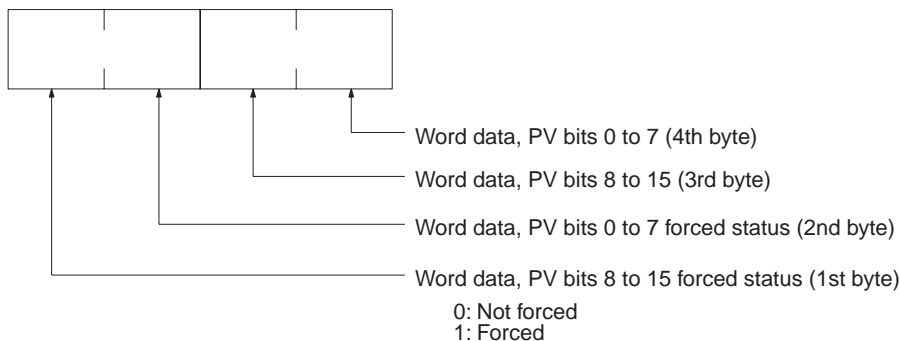 Word data, PV bits 0 to 7 (4th byte)
Word data, PV bits 8 to 15 (3rd byte)
Word data, PV bits 0 to 7 forced status (2nd byte)
Word data, PV bits 8 to 15 forced status (1st byte)
0: Not forced
1: Forced